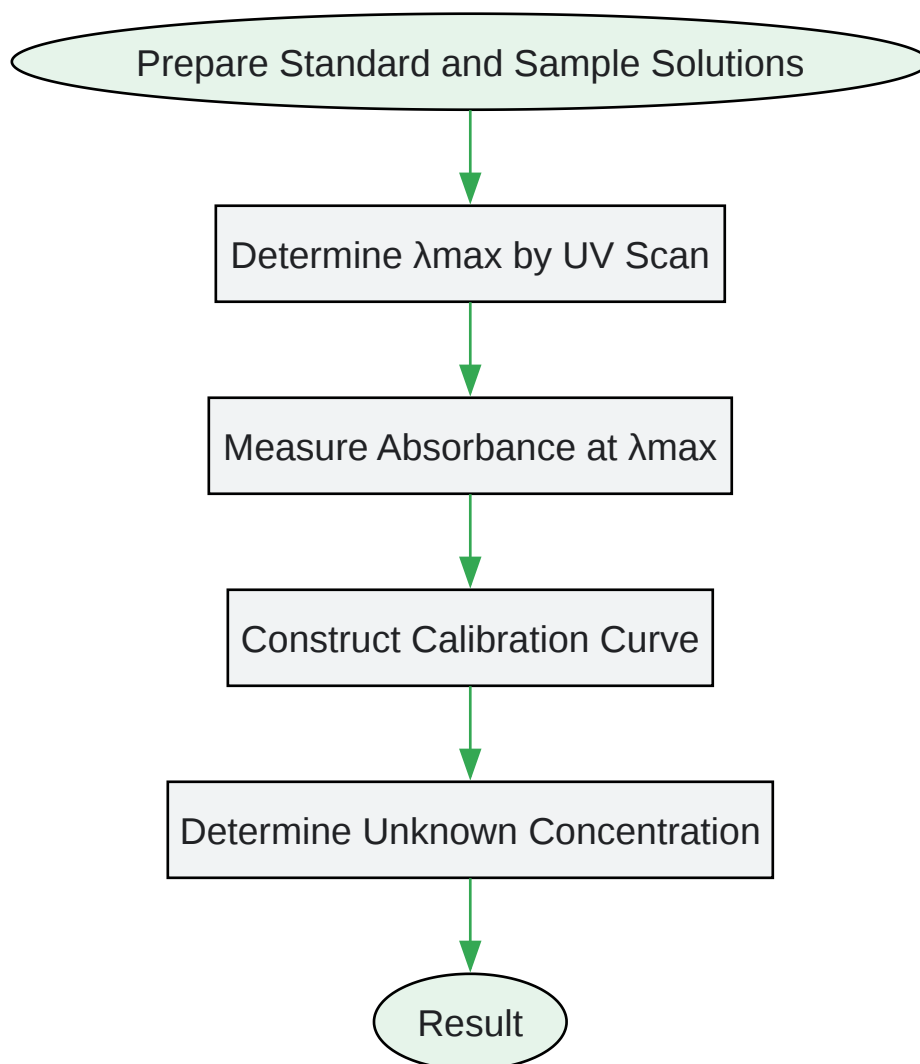 Prepare Standard and Sample Solutions
Determine λmax by UV Scan
Measure Absorbance at λmax
Construct Calibration Curve
Determine Unknown Concentration
Result